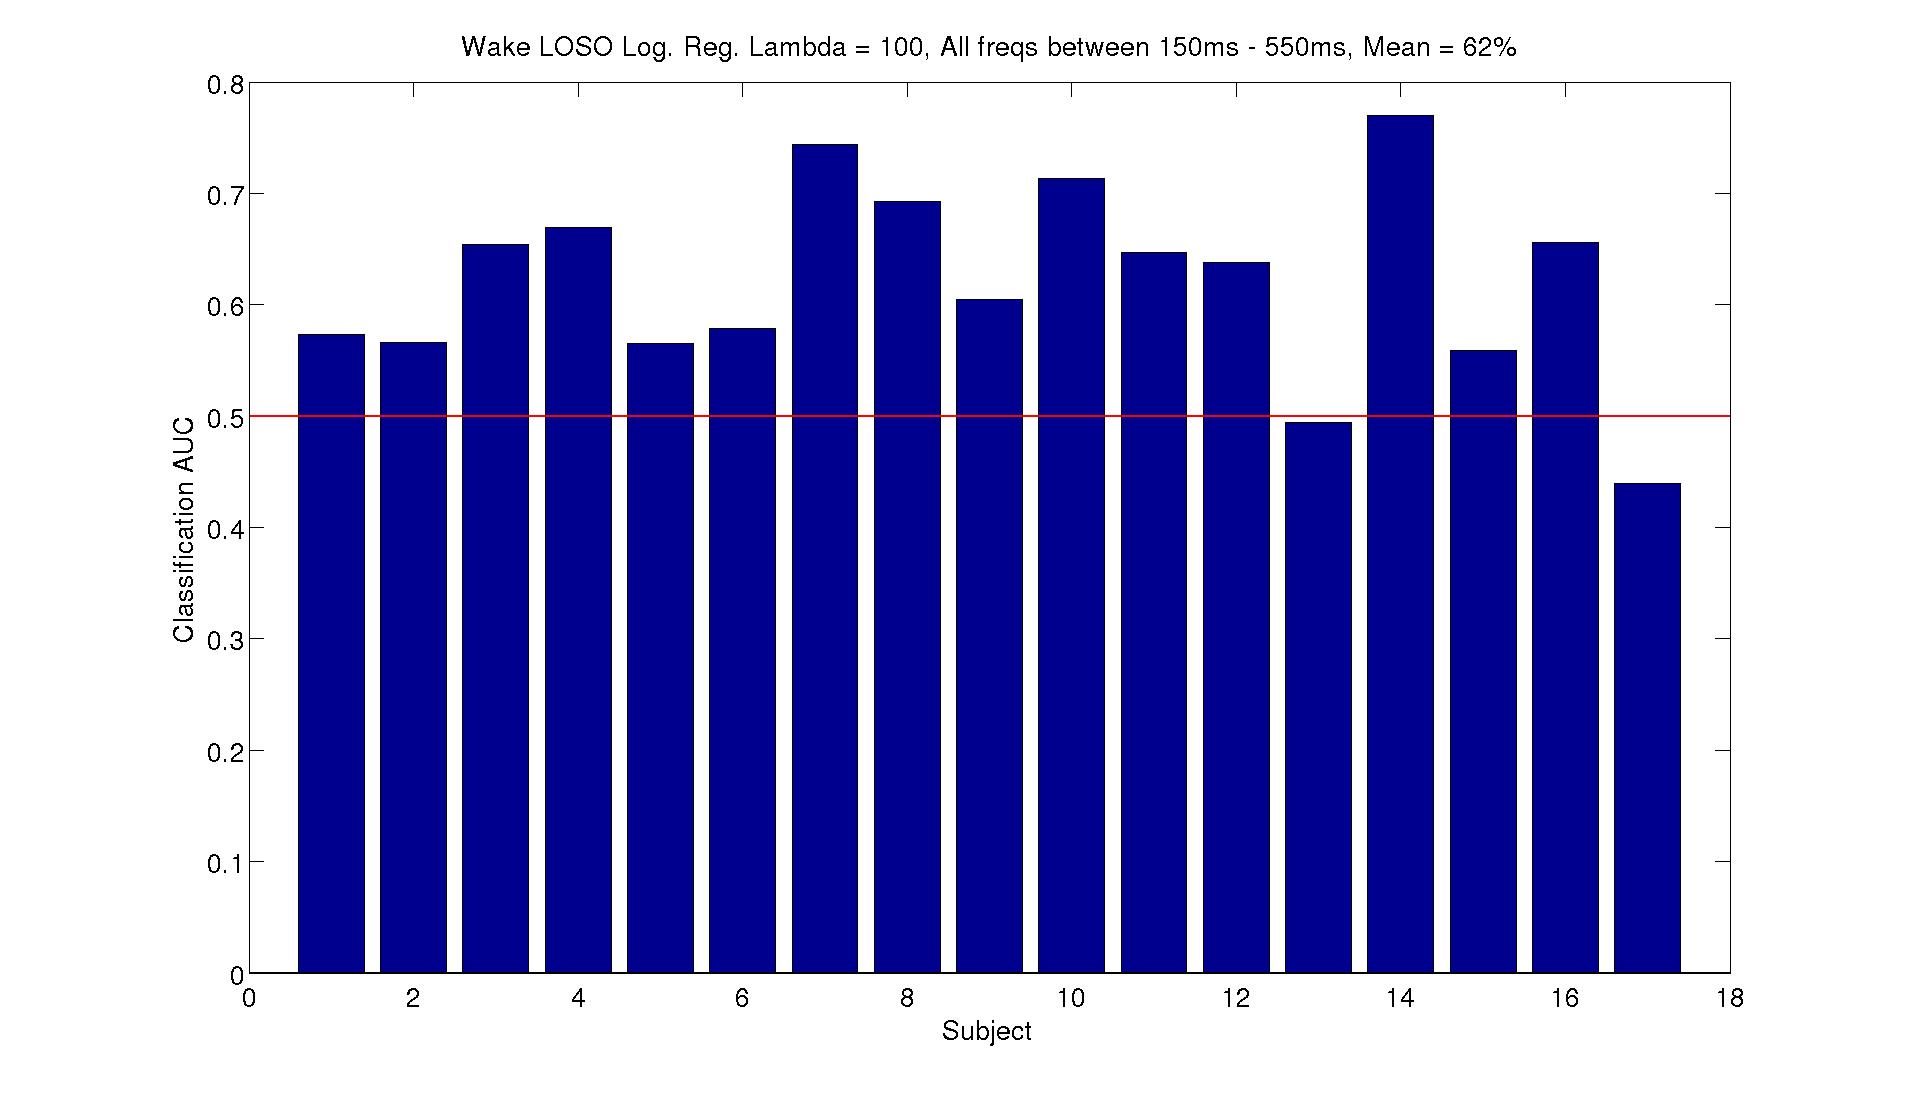 Wake LOSO Log. Reg. Lambda = 100, All freqs between 150ms - 550ms, Mean = 62%
0.8
0.7
0.6
0.5
0.4
0.3
0.2
0.1
0
Classification AUC
0 2 4 6 8 10 12 14 16 18
Subject